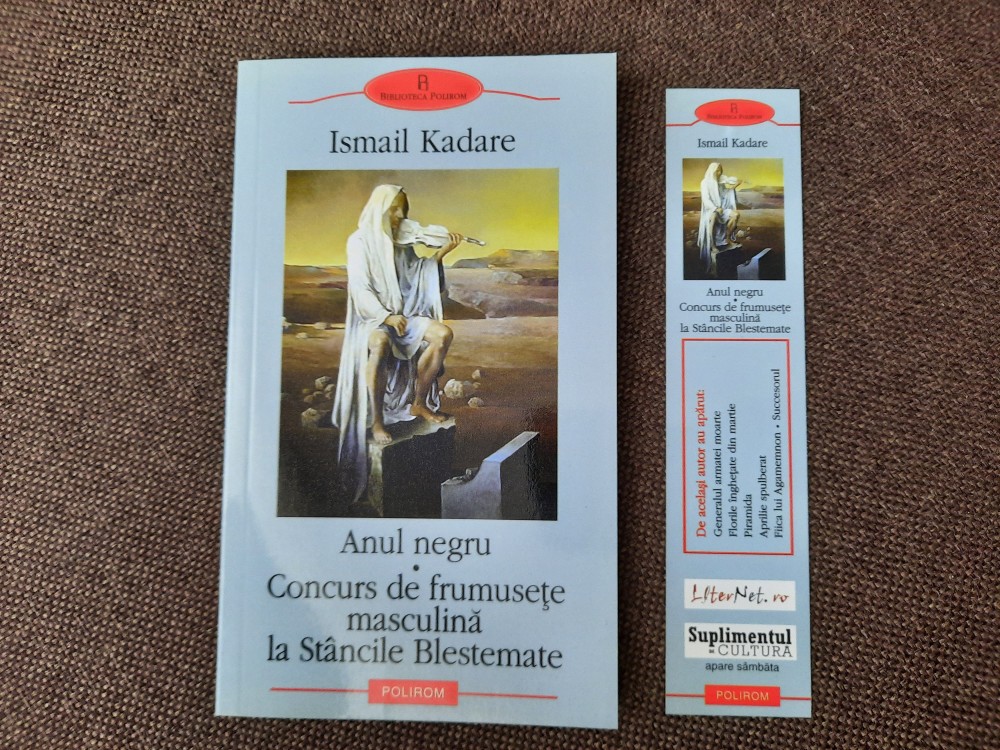 BIBLIOTECA POLIROM
Ismail Kadare
Anul negru
•
Concurs de frumuseţe
masculină
la Stâncile Blestemate
POLIROM
BIBLIOTECA POLIROM
Ismail Kadare
Anul negru
•
Concurs de frumuseţe
masculină
la Stâncile Blestemate
De acelaşi autor au apărut:
Generalul armatei moarte
Florile îngheţate din martie
Piramida
Aprilie spulberat
Fiica lui Agamemnon • Succesorul
LiterNet.ro
Suplimentul
de CULTURĂ
apare sâmbăta
POLIROM